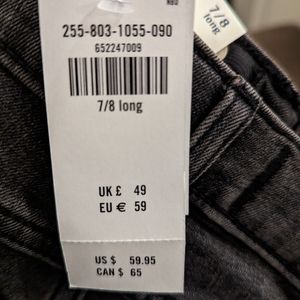 255-803-1055-090
652247009
7/8 long
UK £ 49
EU € 59
US $ 59.95
CAN $ 65
7/8
long